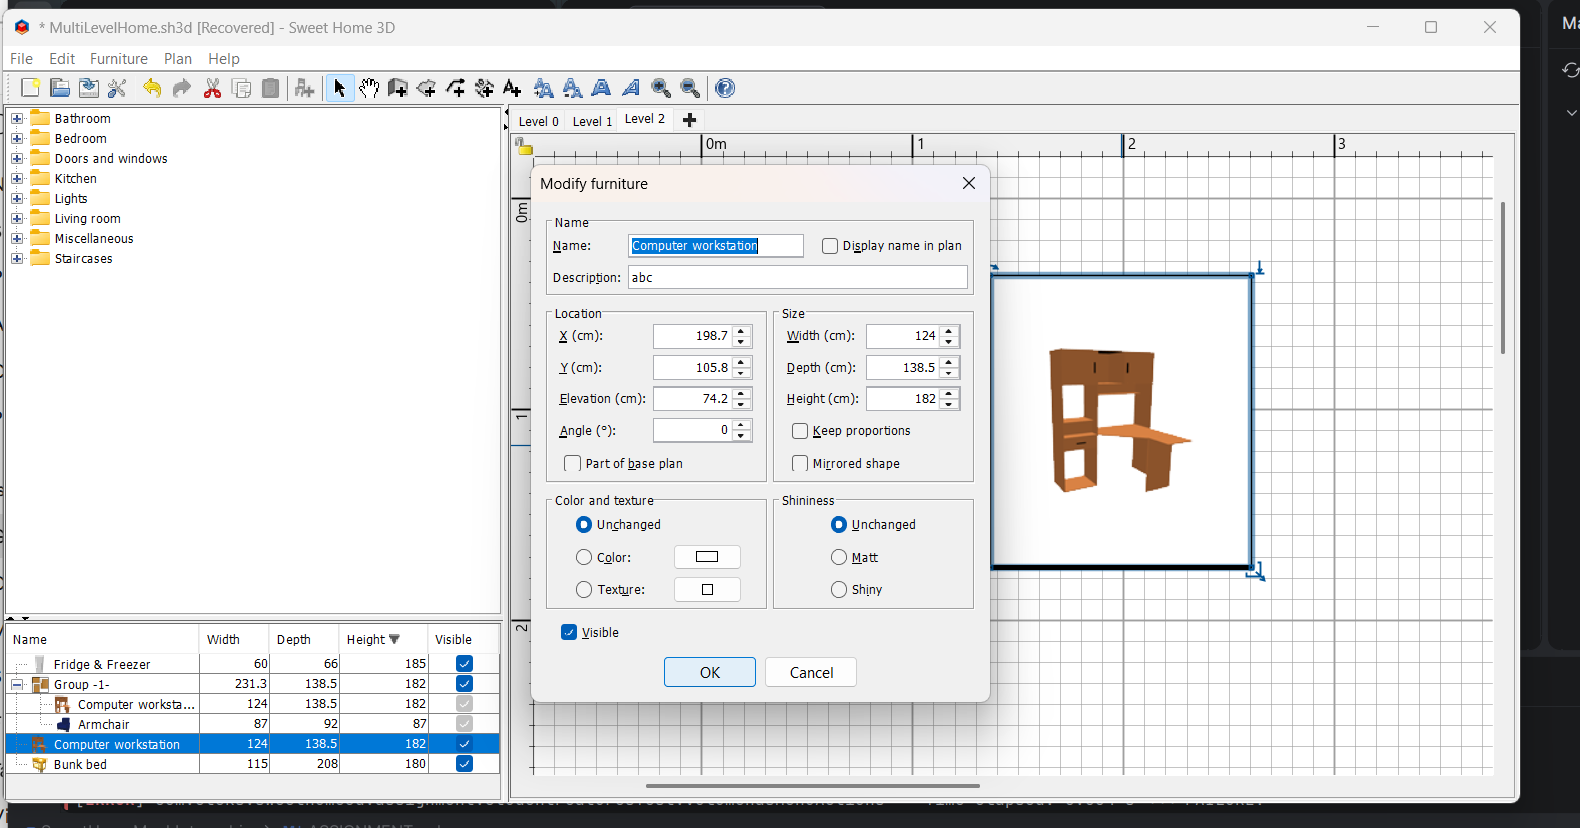 * MultiLevelHome.sh3d [Recovered] - Sweet Home 3D
File Edit Furniture Plan Help
Bathroom
Bedroom
Doors and windows
Kitchen
Lights
Living room
Miscellaneous
Staircases
Level 0 Level 1 Level 2
0m 1 2 3
0m
1
2
Modify furniture
Name
Name: Computer workstation Display name in plan
Description: abc
Location
X (cm): 198.7
Y (cm): 105.8
Elevation (cm): 74.2
Angle (°): 0
Part of base plan
Size
Width (cm): 124
Depth (cm): 138.5
Height (cm): 182
Keep proportions
Mirrored shape
Color and texture
Unchanged
Color:
Texture:
Shininess
Unchanged
Matt
Shiny
Visible
OK Cancel
Name Width Depth Height Visible
Fridge & Freezer 60 66 185
Group -1- 231.3 138.5 182
Computer worksta... 124 138.5 182
Armchair 87 92 87
Computer workstation 124 138.5 182
Bunk bed 115 208 180
Ma